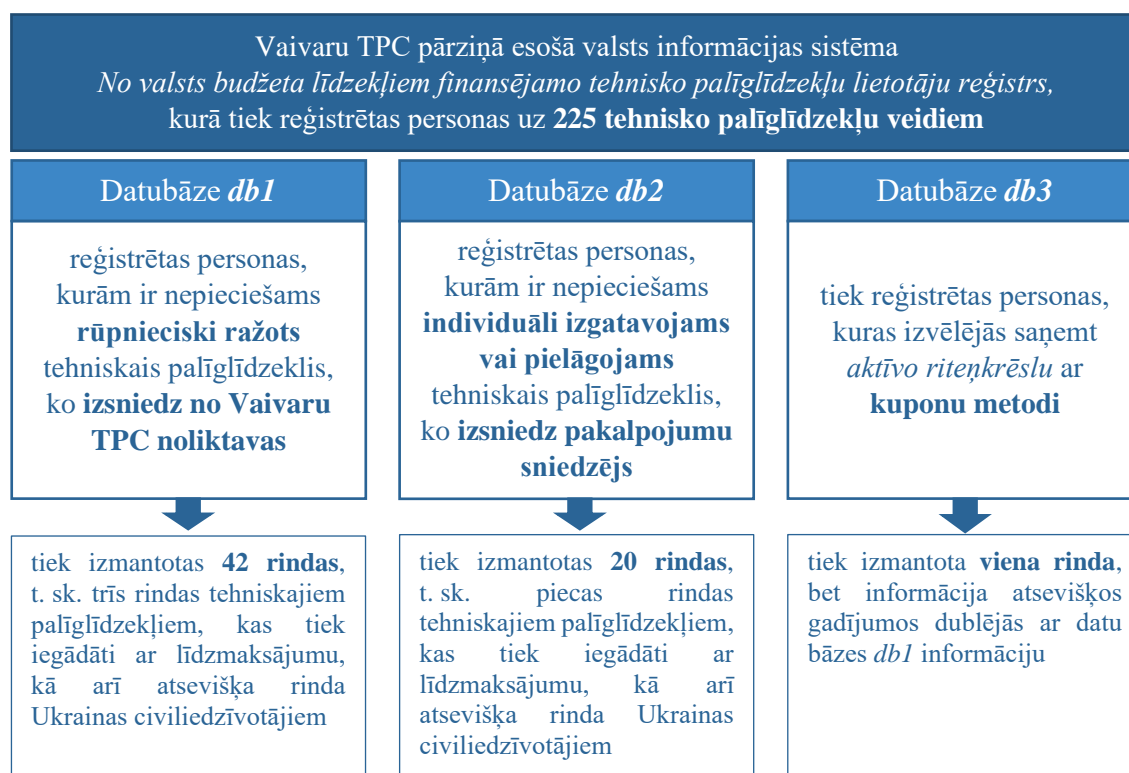 Vaivaru TPC pārziņā esošā valsts informācijas sistēma
No valsts budžeta līdzekļiem finansējamo tehnisko palīglīdzekļu lietotāju reģistrs,
kurā tiek reģistrētas personas uz 225 tehnisko palīglīdzekļu veidiem
Datubāze db1
reģistrētas personas,
kurām ir nepieciešams
rūpnieciski ražots
tehniskais palīglīdzeklis,
ko izsniedz no Vaivaru
TPC noliktavas
tiek izmantotas 42 rindas,
t. sk. trīs rindas tehniskajiem
palīglīdzekļiem, kas tiek
iegādāti ar līdzmaksājumu,
kā arī atsevišķa rinda
Ukrainas civiliedzīvotājiem
Datubāze db2
reģistrētas personas,
kurām ir nepieciešams
individuāli izgatavojams
vai pielāgojams
tehniskais palīglīdzeklis,
ko izsniedz pakalpojumu
sniedzējs
tiek izmantotas 20 rindas,
t. sk. piecas rindas
tehniskajiem palīglīdzekļiem,
kas tiek iegādāti ar
līdzmaksājumu, kā arī
atsevišķa rinda Ukrainas
civiliedzīvotājiem
Datubāze db3
tiek reģistrētas personas,
kuras izvēlējās saņemt
aktīvo riteņkrēslu ar
kuponu metodi
tiek izmantota viena rinda,
bet informācija atsevišķos
gadījumos dublējās ar datu
bāzes db1 informāciju